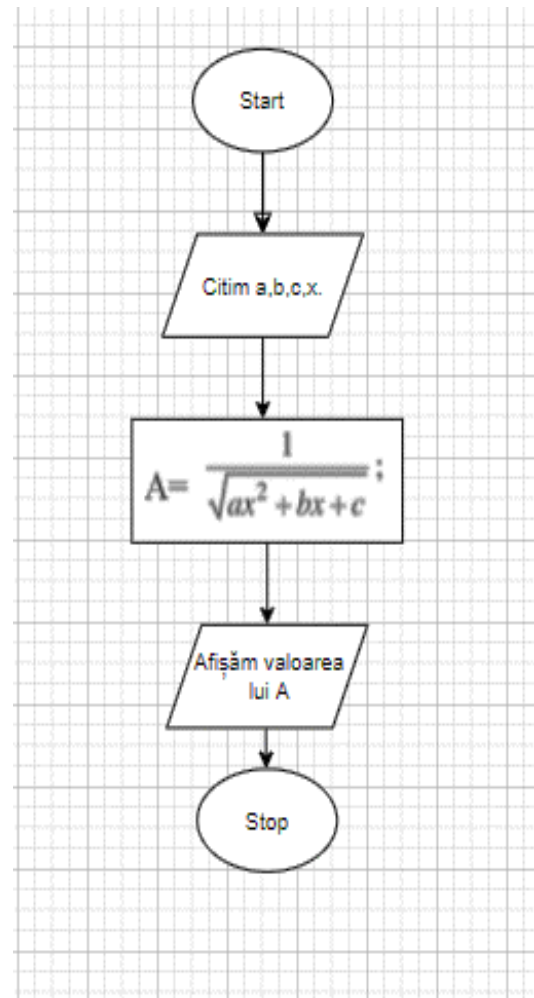 Start
Citim a,b,c,x.
A= 1/√(ax² + bx + c);
Afișăm valoarea
lui A
Stop